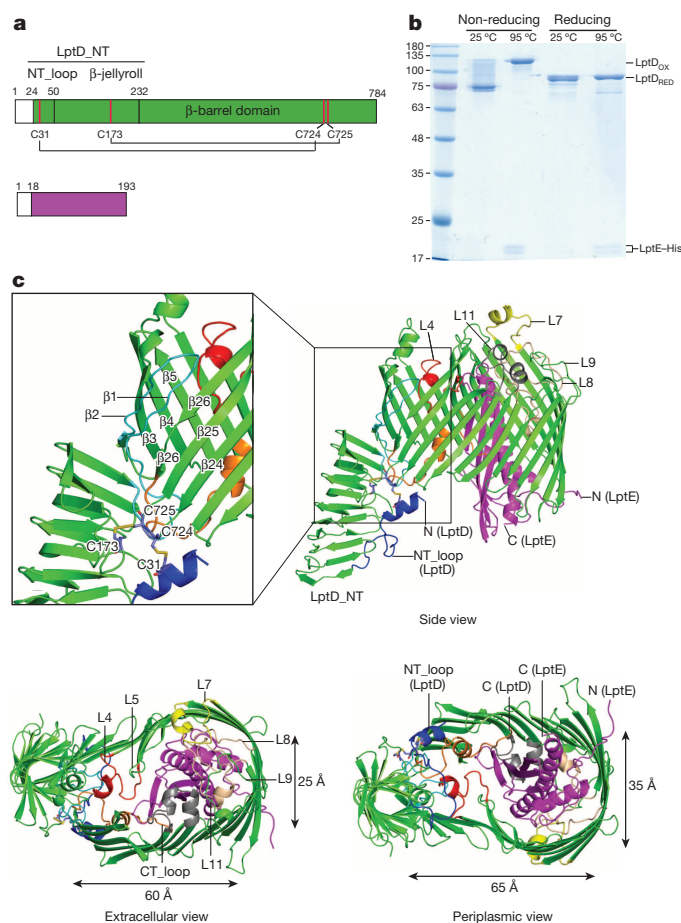 a
LptD_NT
NT_loop β-jellyroll
1 24 50 232 784
β-barrel domain
C31 C173 C724 C725
1 18 193
b
Non-reducing Reducing
25 ºC 95 ºC 25 ºC 95 ºC
180
135
100
75
63
48
35
25
17
LptDOX
LptDRED
LptE–His
c
β5
β1
β2
β26
β4
β3
β25
β26
β24
C725
C724
C173
C31
L4
L11
L7
L9
L8
N (LptE)
N (LptD)
C (LptE)
NT_loop
(LptD)
LptD_NT
Side view
L4
L5
L7
L8
L9
25 Å
L11
CT_loop
60 Å
Extracellular view
NT_loop
(LptD)
C (LptD)
C (LptE)
N (LptE)
35 Å
65 Å
Periplasmic view